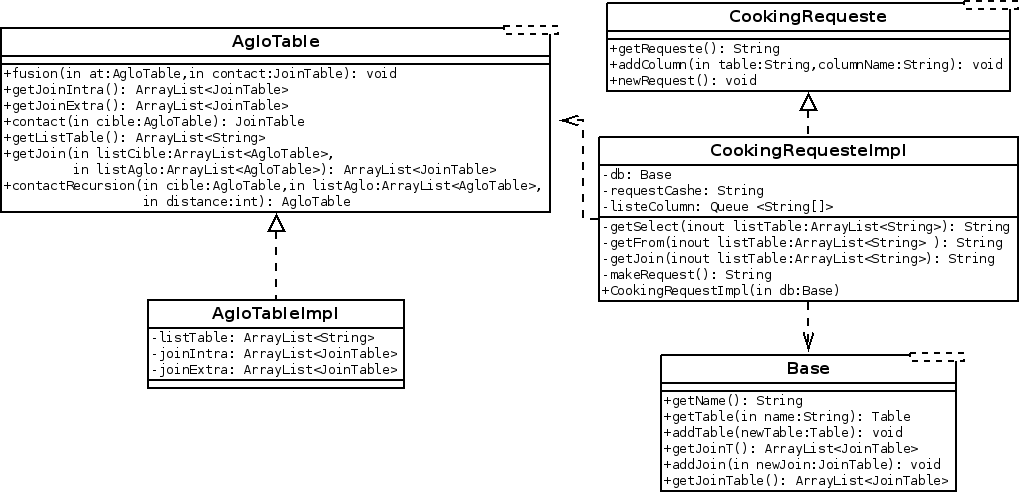 AgloTable
+fusion(in at:AgloTable,in contact:JoinTable): void
+getJoinIntra(): ArrayList<JoinTable>
+getJoinExtra(): ArrayList<JoinTable>
+contact(in cible:AgloTable): JoinTable
+getListTable(): ArrayList<String>
+getJoin(in listCible:ArrayList<AgloTable>,
in listAglo:ArrayList<AgloTable>): ArrayList<JoinTable>
+contactRecursion(in cible:AgloTable,in listAglo:ArrayList<AgloTable>,
in distance:int): AgloTable
AgloTableImpl
-listTable: ArrayList<String>
-joinIntra: ArrayList<JoinTable>
-joinExtra: ArrayList<JoinTable>
CookingRequeste
+getRequeste(): String
+addColumn(in table:String,columnName:String): void
+newRequest(): void
CookingRequesteImpl
-db: Base
-requestCashe: String
-listeColumn: Queue <String[]>
-getSelect(inout listTable:ArrayList<String>): String
-getFrom(inout listTable:ArrayList<String> ): String
-getJoin(inout listTable:ArrayList<String>): String
-makeRequest(): String
+CookingRequestImpl(in db:Base)
Base
+getName(): String
+getTable(in name:String): Table
+addTable(newTable:Table): void
+getJoinT(): ArrayList<JoinTable>
+addJoin(in newJoin:JoinTable): void
+getJoinTable(): ArrayList<JoinTable>